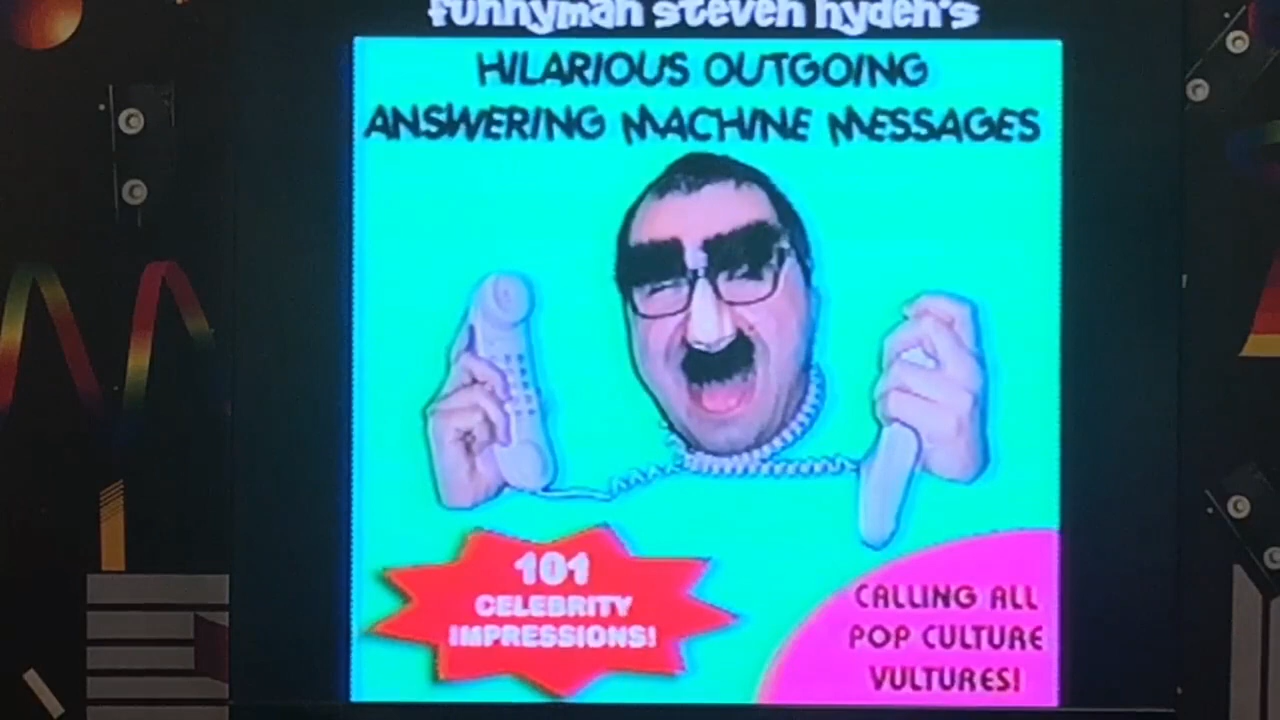 funnyman steven hyden's
HILARIOUS OUTGOING
ANSWERING MACHINE MESSAGES
101
CELEBRITY
IMPRESSIONS!
CALLING ALL
POP CULTURE
VULTURES!